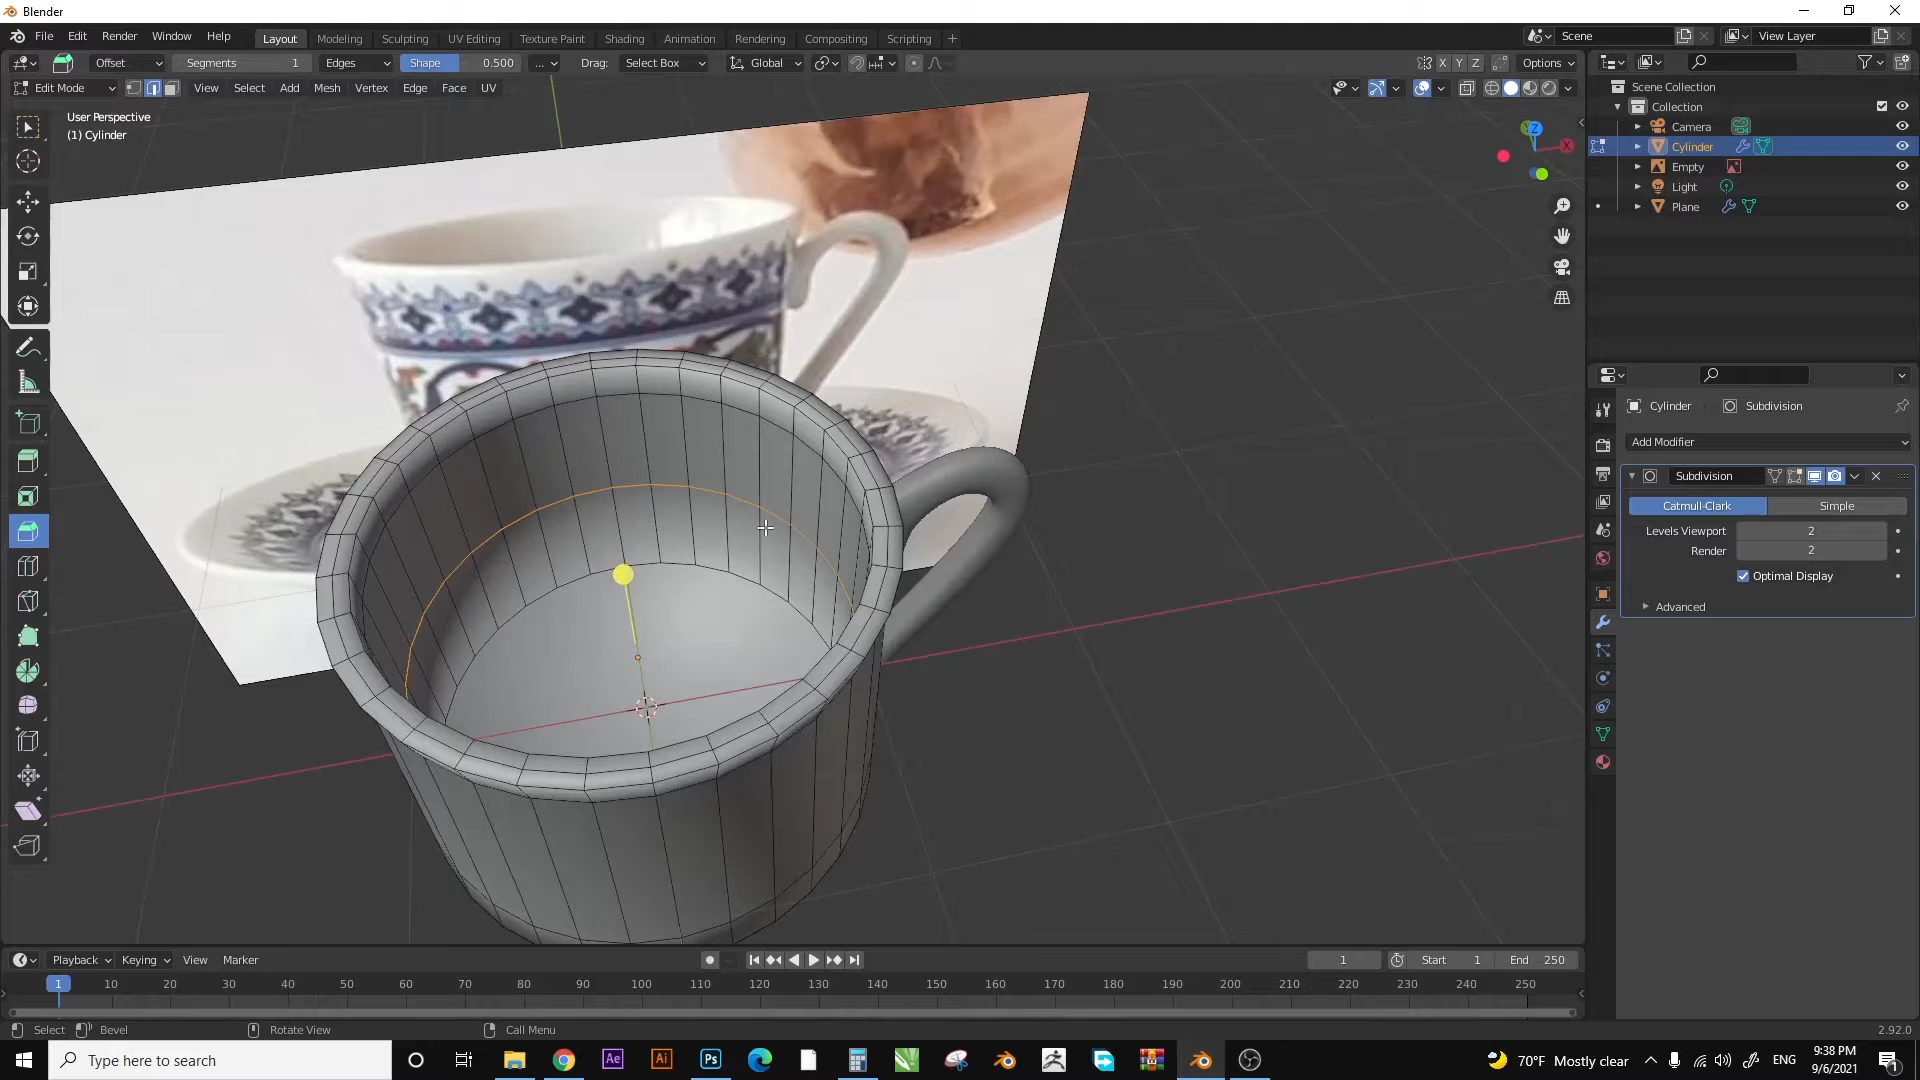 Blender
File Edit Render Window Help Layout Modeling Sculpting UV Editing Texture Paint Shading Animation Rendering Compositing Scripting Scene View Layer
Offset Segments 1 Edges Shape 0.500 ... Drag: Select Box Global X Y Z Options
Edit Mode View Select Add Mesh Vertex Edge Face UV
User Perspective
(1) Cylinder
Z
X
Scene Collection
Collection
Camera
Cylinder
Empty
Light
Plane
Cylinder Subdivision
Add Modifier
Subdivision
Catmull-Clark Simple
Levels Viewport 2
Render 2
Optimal Display
Advanced
Playback Keying View Marker 1 Start 1 End 250
1 10 20 30 40 50 60 70 80 90 100 110 120 130 140 150 160 170 180 190 200 210 220 230 240 250
Select Bevel Rotate View Call Menu 2.92.0
Type here to search Ae Ai Ps 70°F Mostly clear ENG 9:38 PM
9/6/2021
1